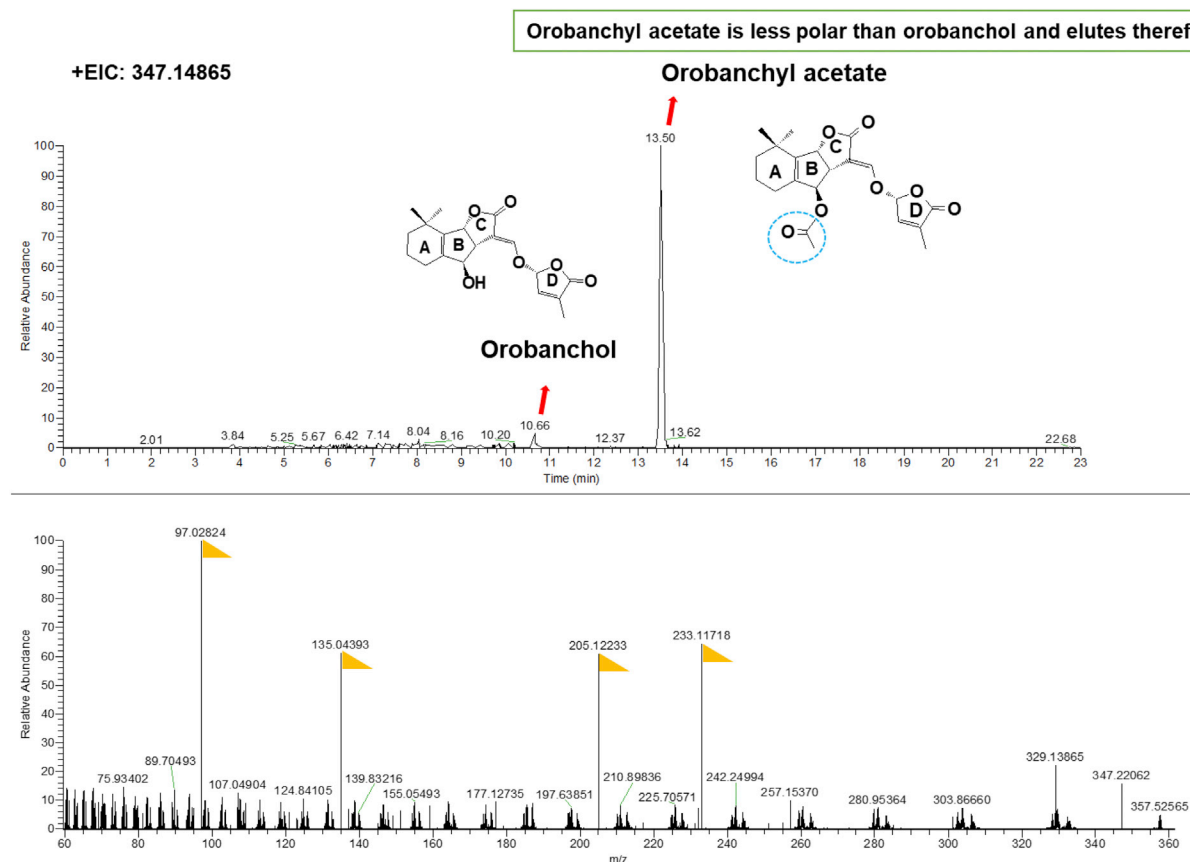 Orobanchyl acetate is less polar than orobanchol and elutes
+EIC: 347.14865
Orobanchyl acetate
13.50
O
O
C
B
A
O
O
D
O
O
O
O
O
C
B
A
OH
O
O
D
O
Orobanchol
Relative Abundance
100
90
80
70
60
50
40
30
20
10
0
2.01
3.84
5.25
5.67
6.42
7.14
8.04
8.16
10.20
10.66
12.37
13.62
22.68
0 1 2 3 4 5 6 7 8 9 10 11 12 13 14 15 16 17 18 19 20 21 22 23
Time (min)
Relative Abundance
100
90
80
70
60
50
40
30
20
10
0
97.02824
135.04393
205.12233
233.11718
75.93402
89.70493
107.04904
124.84105
139.83216
155.05493
177.12735
197.63851
210.89836
225.70571
242.24994
257.15370
280.95364
303.86660
329.13865
347.22062
357.52565
60 80 100 120 140 160 180 200 220 240 260 280 300 320 340 360
m/z